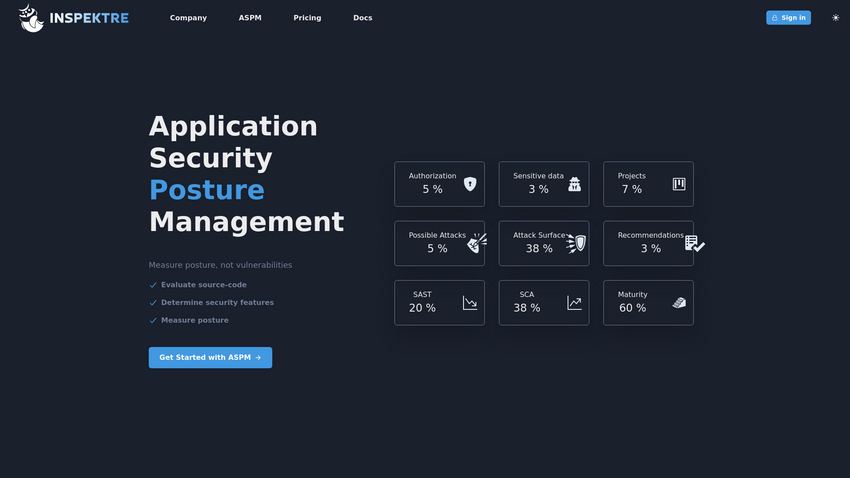 INSPEKTRE
Company
ASPM
Pricing
Docs
Sign in
Application
Security
Posture
Management
Measure posture, not vulnerabilities
Evaluate source-code
Determine security features
Measure posture
Get Started with ASPM
Authorization
5 %
Sensitive data
3 %
Projects
7 %
Possible Attacks
5 %
Attack Surface
38 %
Recommendations
3 %
SAST
20 %
SCA
38 %
Maturity
60 %